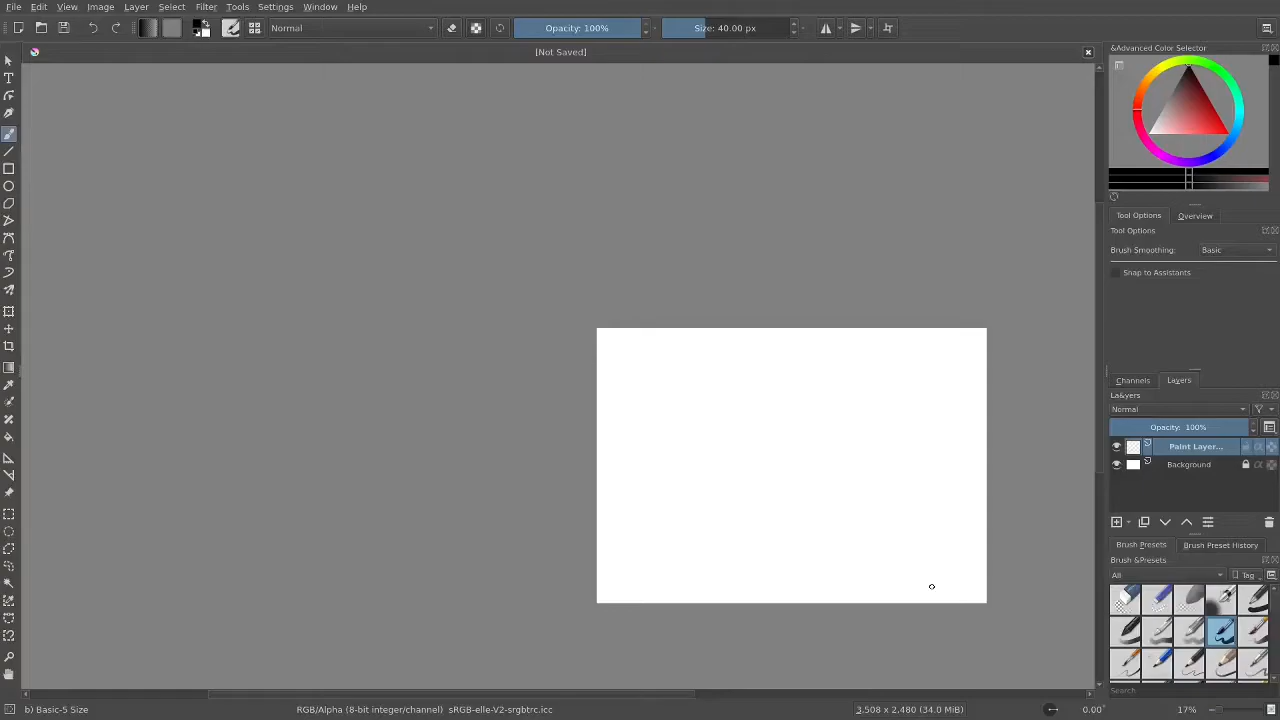 File Edit View Image Layer Select Filter Tools Settings Window Help
Normal Opacity: 100% Size: 40.00 px
[Not Saved]
&Advanced Color Selector
Tool Options Overview
Tool Options
Brush Smoothing: Basic
Snap to Assistants
Channels Layers
La&yers
Normal
Opacity: 100%
Paint Layer...
Background
Brush Presets Brush Preset History
Brush &Presets
All Tag
Search
b) Basic-5 Size RGB/Alpha (8-bit integer/channel) sRGB-elle-V2-srgbtrc.icc 3,508 x 2,480 (34.0 MiB) 0.00° 17%